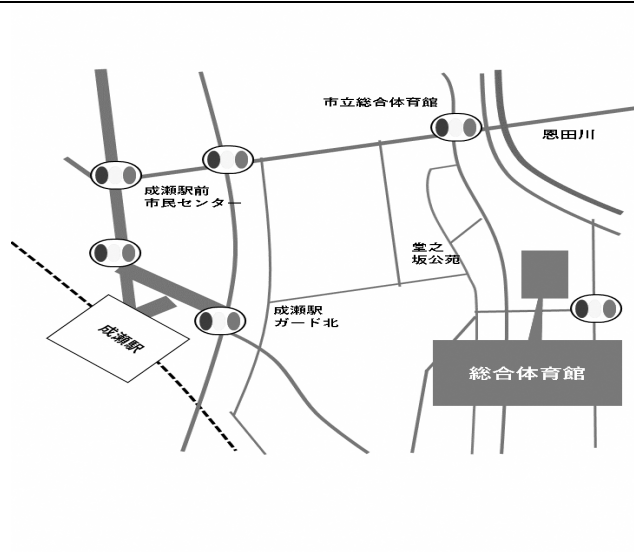 市立総合体育館
恩田川
成瀬駅前
市民センター
堂之
坂公苑
成瀬駅
ガード北
成瀬駅
総合体育館